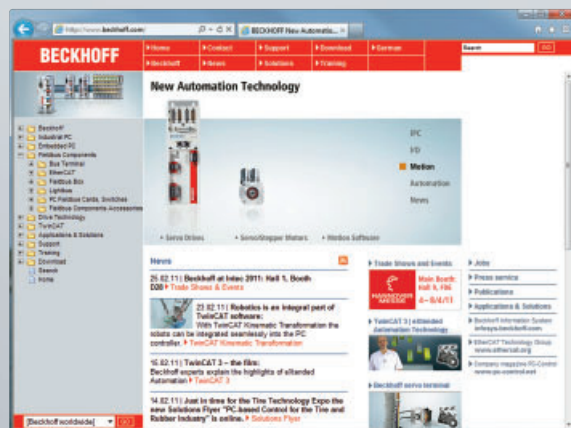 https://www.beckhoff.com/
BECKHOFF New Automatio...
BECKHOFF
Home
Contact
Support
Download
German
Beckhoff
News
Solutions
Training
Search
GO
New Automation Technology
Beckhoff
Industrial PC
Embedded PC
Fieldbus Components
Bus Terminal
EtherCAT
Fieldbus Box
Lightbus
PC Fieldbus Cards, Switches
Fieldbus Components-Accessories
Drive Technology
TwinCAT
Applications & Solutions
Support
Training
Download
Search
Home
[Beckhoff worldwide]
GO
IPC
I/O
Motion
Automation
News
Servo Drives
Servo/Stepper Motors
Motion Software
News
25.02.11 | Beckhoff at Intec 2011: Hall 1, Booth
D20 Trade Shows & Events
23.02.11 | Robotics is an integral part of
TwinCAT software:
With TwinCAT Kinematic Transformation the
robots can be integrated seamlessly into the PC
controller. TwinCAT Kinematic Transformation
15.02.11 | TwinCAT 3 – the film:
Beckhoff experts explain the highlights of eXtended
Automation TwinCAT 3
14.02.11 | Just in time for the Tire Technology Expo the
new Solutions Flyer "PC-based Control for the Tire and
Rubber Industry" is online. Solutions Flyer
Trade Shows and Events
HANNOVER
MESSE
Main Booth:
Hall 9, F06
4–8/4/11
TwinCAT 3 | eXtended
Automation Technology
Beckhoff servo terminal
Jobs
Press service
Publications
Applications & Solutions
Beckhoff Information System
infosys.beckhoff.com
EtherCAT Technology Group
www.ethercat.org
Company magazine PC-Control
www.pc-control.net